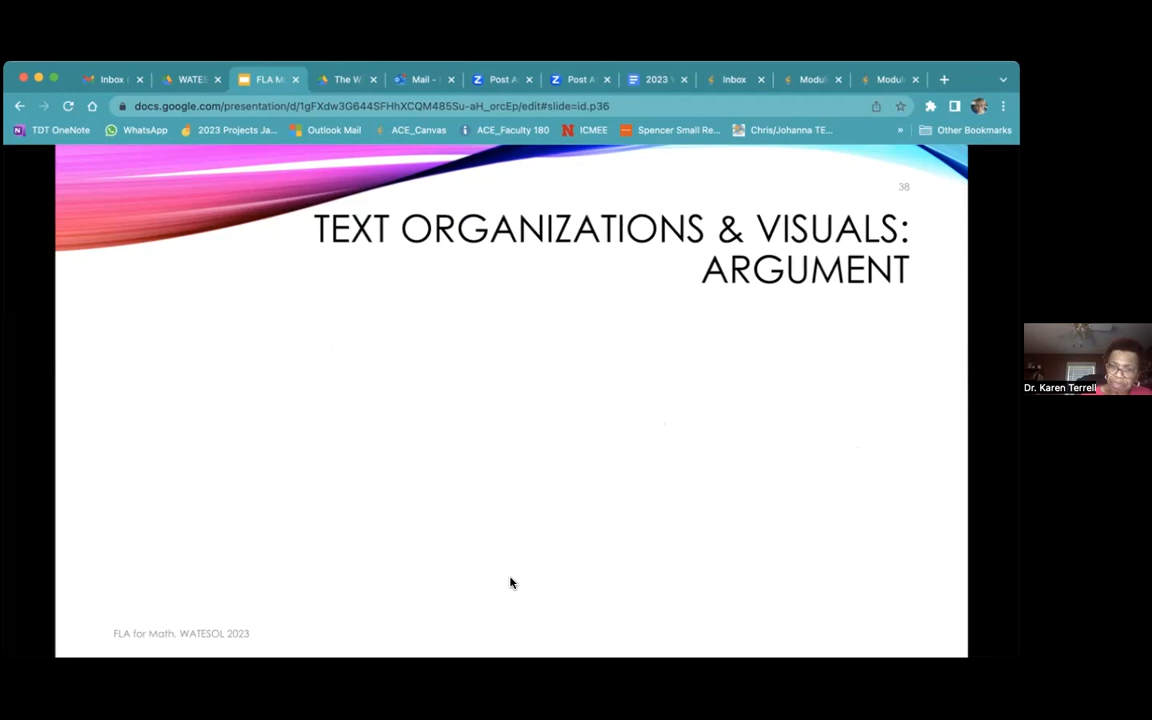 Inbox (
WATES
FLA M
The W
Mail -
Post A
Post A
2023
Inbox
Modul
Modul
docs.google.com/presentation/d/1gFXdw3G644SFHhXCQM485Su-aH_orcEp/edit#slide=id.p36
TDT OneNote
WhatsApp
2023 Projects Ja...
Outlook Mail
ACE_Canvas
ACE_Faculty 180
ICMEE
Spencer Small Re...
Chris/Johanna TE...
»
Other Bookmarks
38
TEXT ORGANIZATIONS & VISUALS:
ARGUMENT
Dr. Karen Terrell
FLA for Math. WATESOL 2023